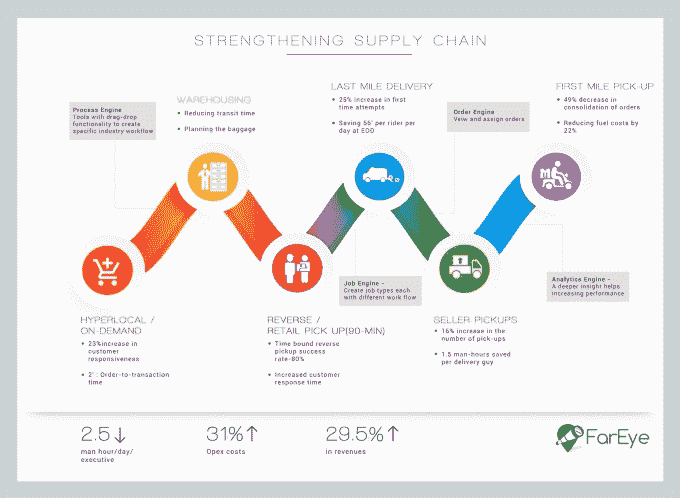 STRENGTHENING SUPPLY CHAIN
Process Engine
Tools with drag-drop
functionality to create
specific industry workflow
WAREHOUSING
• Reducing transit time
• Planning the baggage
LAST MILE DELIVERY
• 25% increase in first
time attempts
• Saving 56' per rider per
day at EOD
Order Engine
View and assign orders
FIRST MILE PICK-UP
• 49% decrease in
consolidation of orders
• Reducing fuel costs by
22%
M
HYPERLOCAL /
ON-DEMAND
• 23%increase in
customer
responsiveness
• 2' : Order-to-transaction
time
REVERSE /
RETAIL PICK UP(90-MIN)
• Time bound reverse
pickup success
rate-80%
• Increased customer
response time
Job Engine -
Create job types each
with different work flow
SELLER PICKUPS
• 16% increase in the
number of pick-ups
• 1.5 man-hours saved
per delivery guy
Analytics Engine -
A deeper insight helps
increasing performance
2.5↓
man hour/day/
executive
31%↑
Opex costs
29.5%↑
in revenues
FarEye